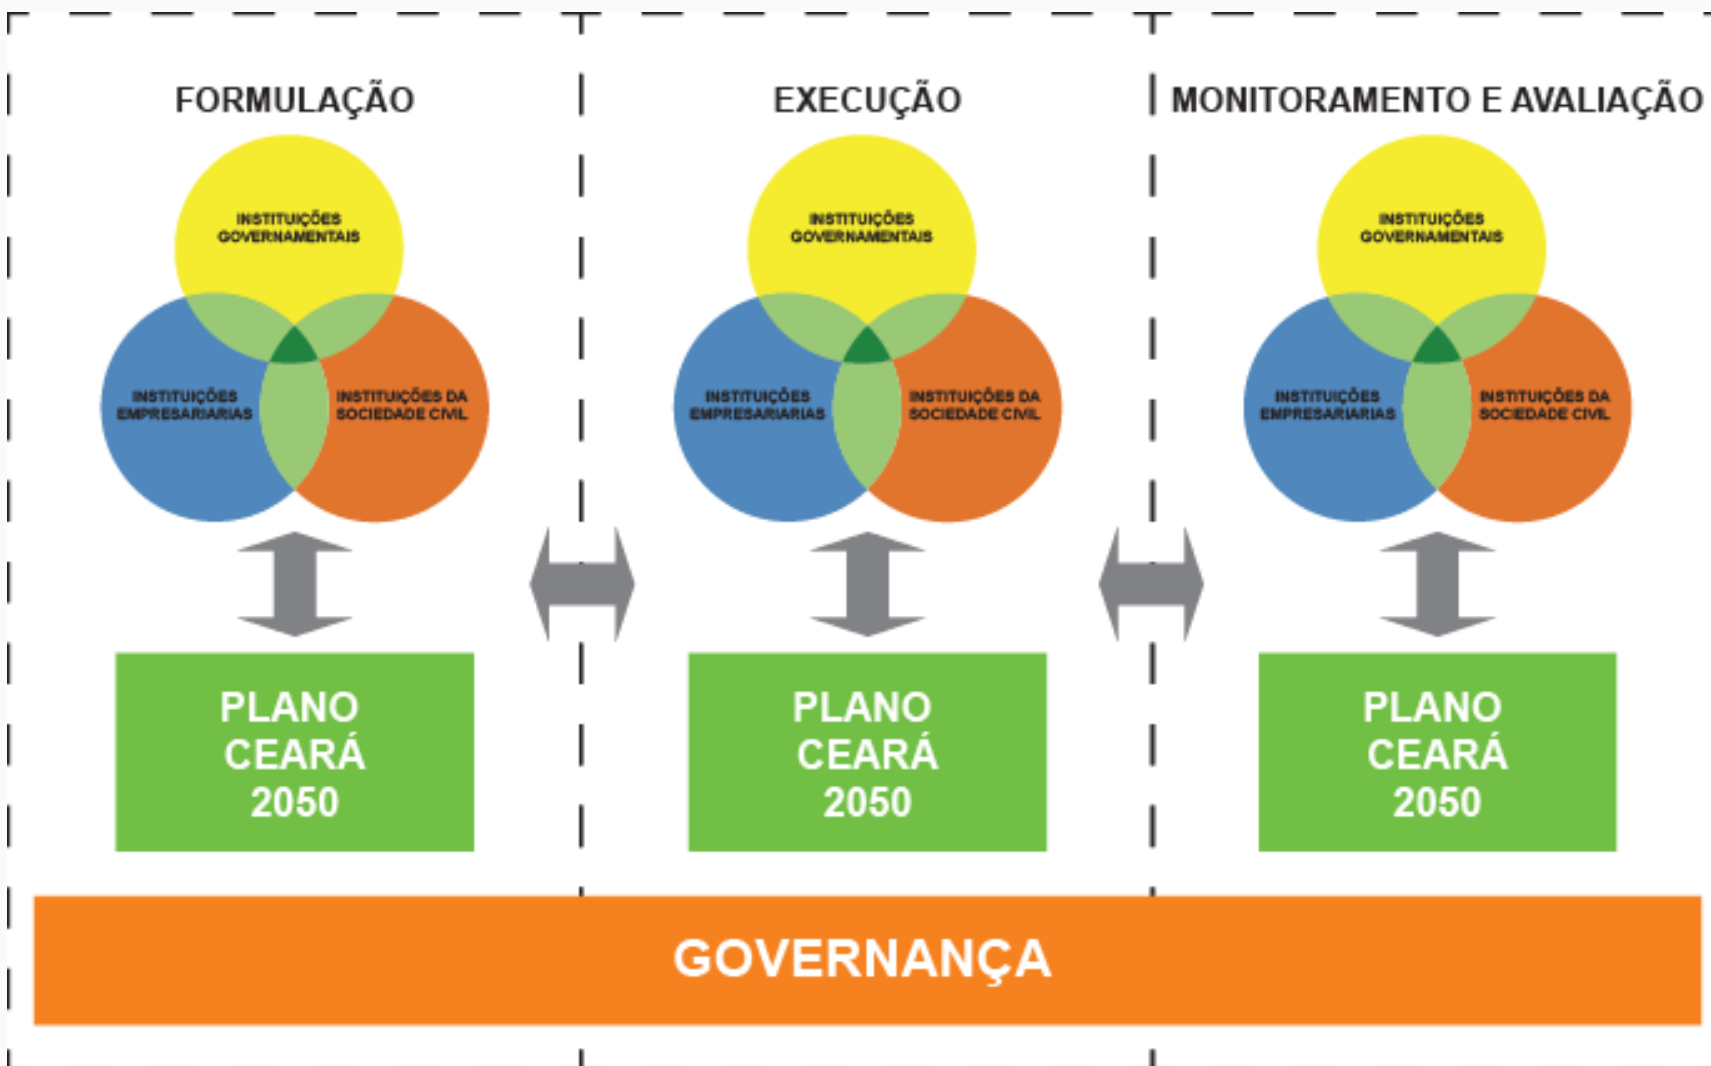 FORMULAÇÃO
INSTITUIÇÕES
GOVERNAMENTAIS
INSTITUIÇÕES
EMPRESARIARIAS
INSTITUIÇÕES DA
SOCIEDADE CIVIL
PLANO
CEARÁ
2050
EXECUÇÃO
INSTITUIÇÕES
GOVERNAMENTAIS
INSTITUIÇÕES
EMPRESARIARIAS
INSTITUIÇÕES DA
SOCIEDADE CIVIL
PLANO
CEARÁ
2050
MONITORAMENTO E AVALIAÇÃO
INSTITUIÇÕES
GOVERNAMENTAIS
INSTITUIÇÕES
EMPRESARIARIAS
INSTITUIÇÕES DA
SOCIEDADE CIVIL
PLANO
CEARÁ
2050
GOVERNANÇA